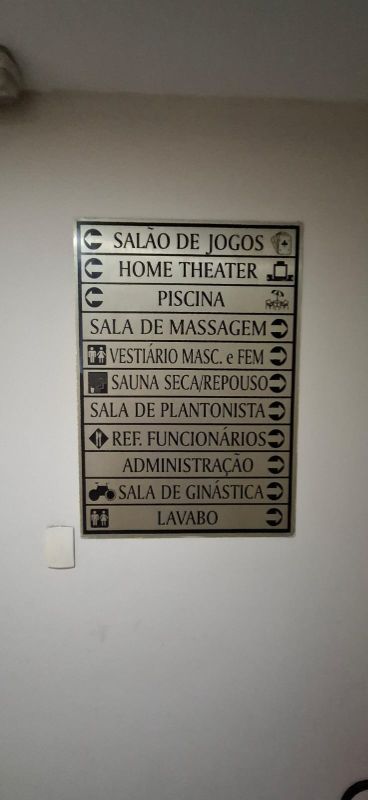 SALÃO DE JOGOS
HOME THEATER
PISCINA
SALA DE MASSAGEM
VESTIÁRIO MASC. e FEM
SAUNA SECA/REPOUSO
SALA DE PLANTONISTA
REF. FUNCIONÁRIOS
ADMINISTRAÇÃO
SALA DE GINÁSTICA
LAVABO